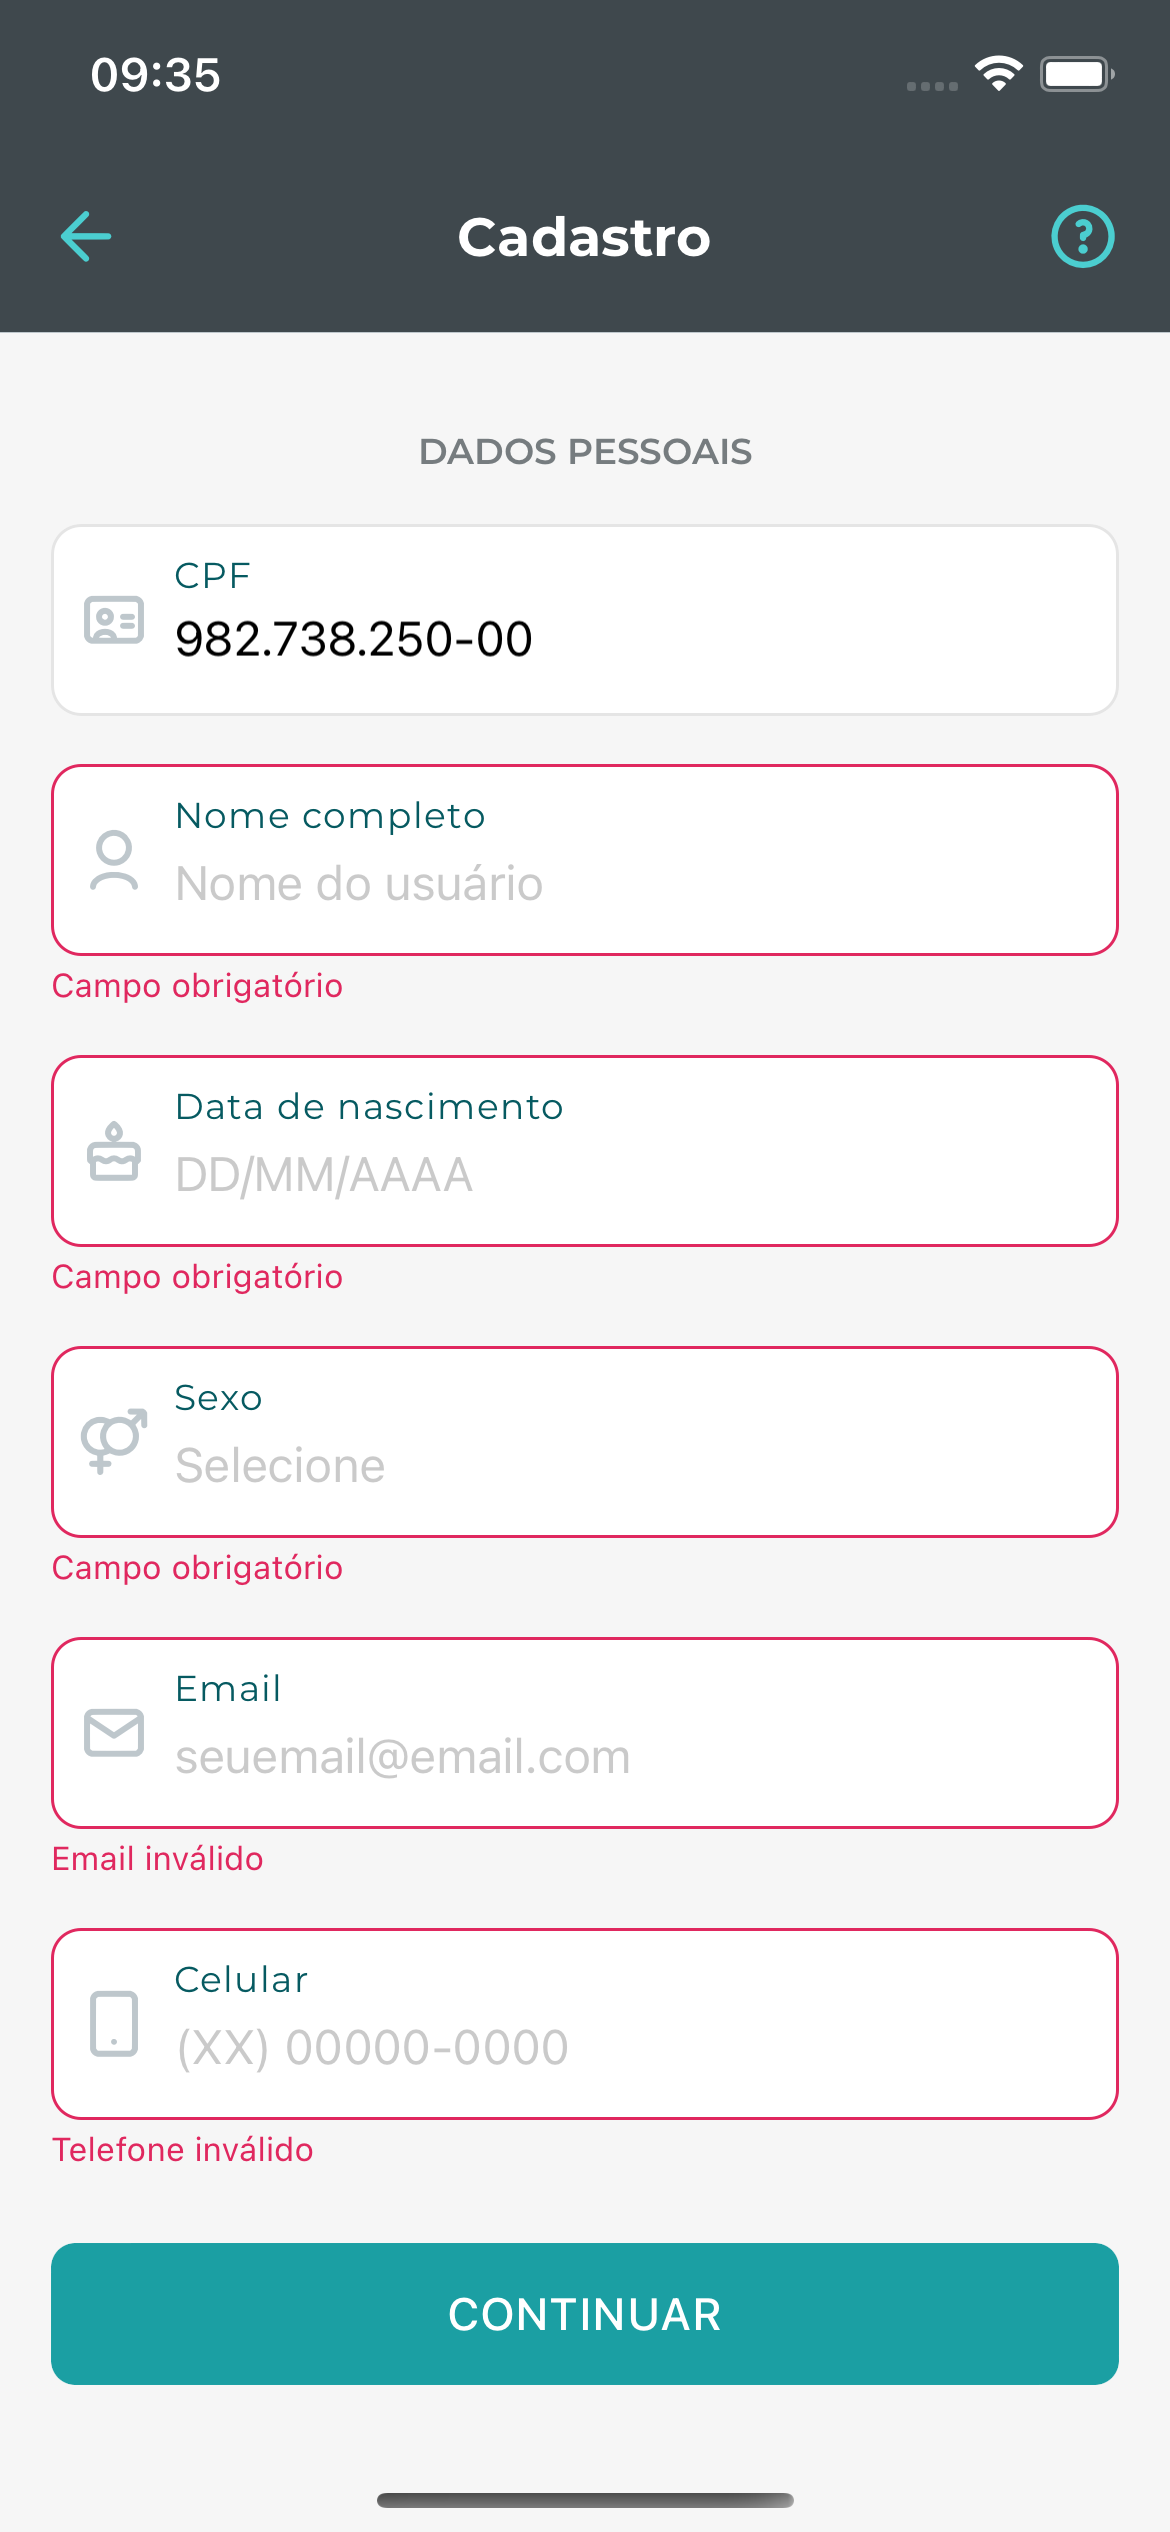 09:35
Cadastro
DADOS PESSOAIS
CPF
982.738.250-00
Nome completo
Nome do usuário
Campo obrigatório
Data de nascimento
DD/MM/AAAA
Campo obrigatório
Sexo
Selecione
Campo obrigatório
Email
seuemail@email.com
Email inválido
Celular
(XX) 00000-0000
Telefone inválido
CONTINUAR